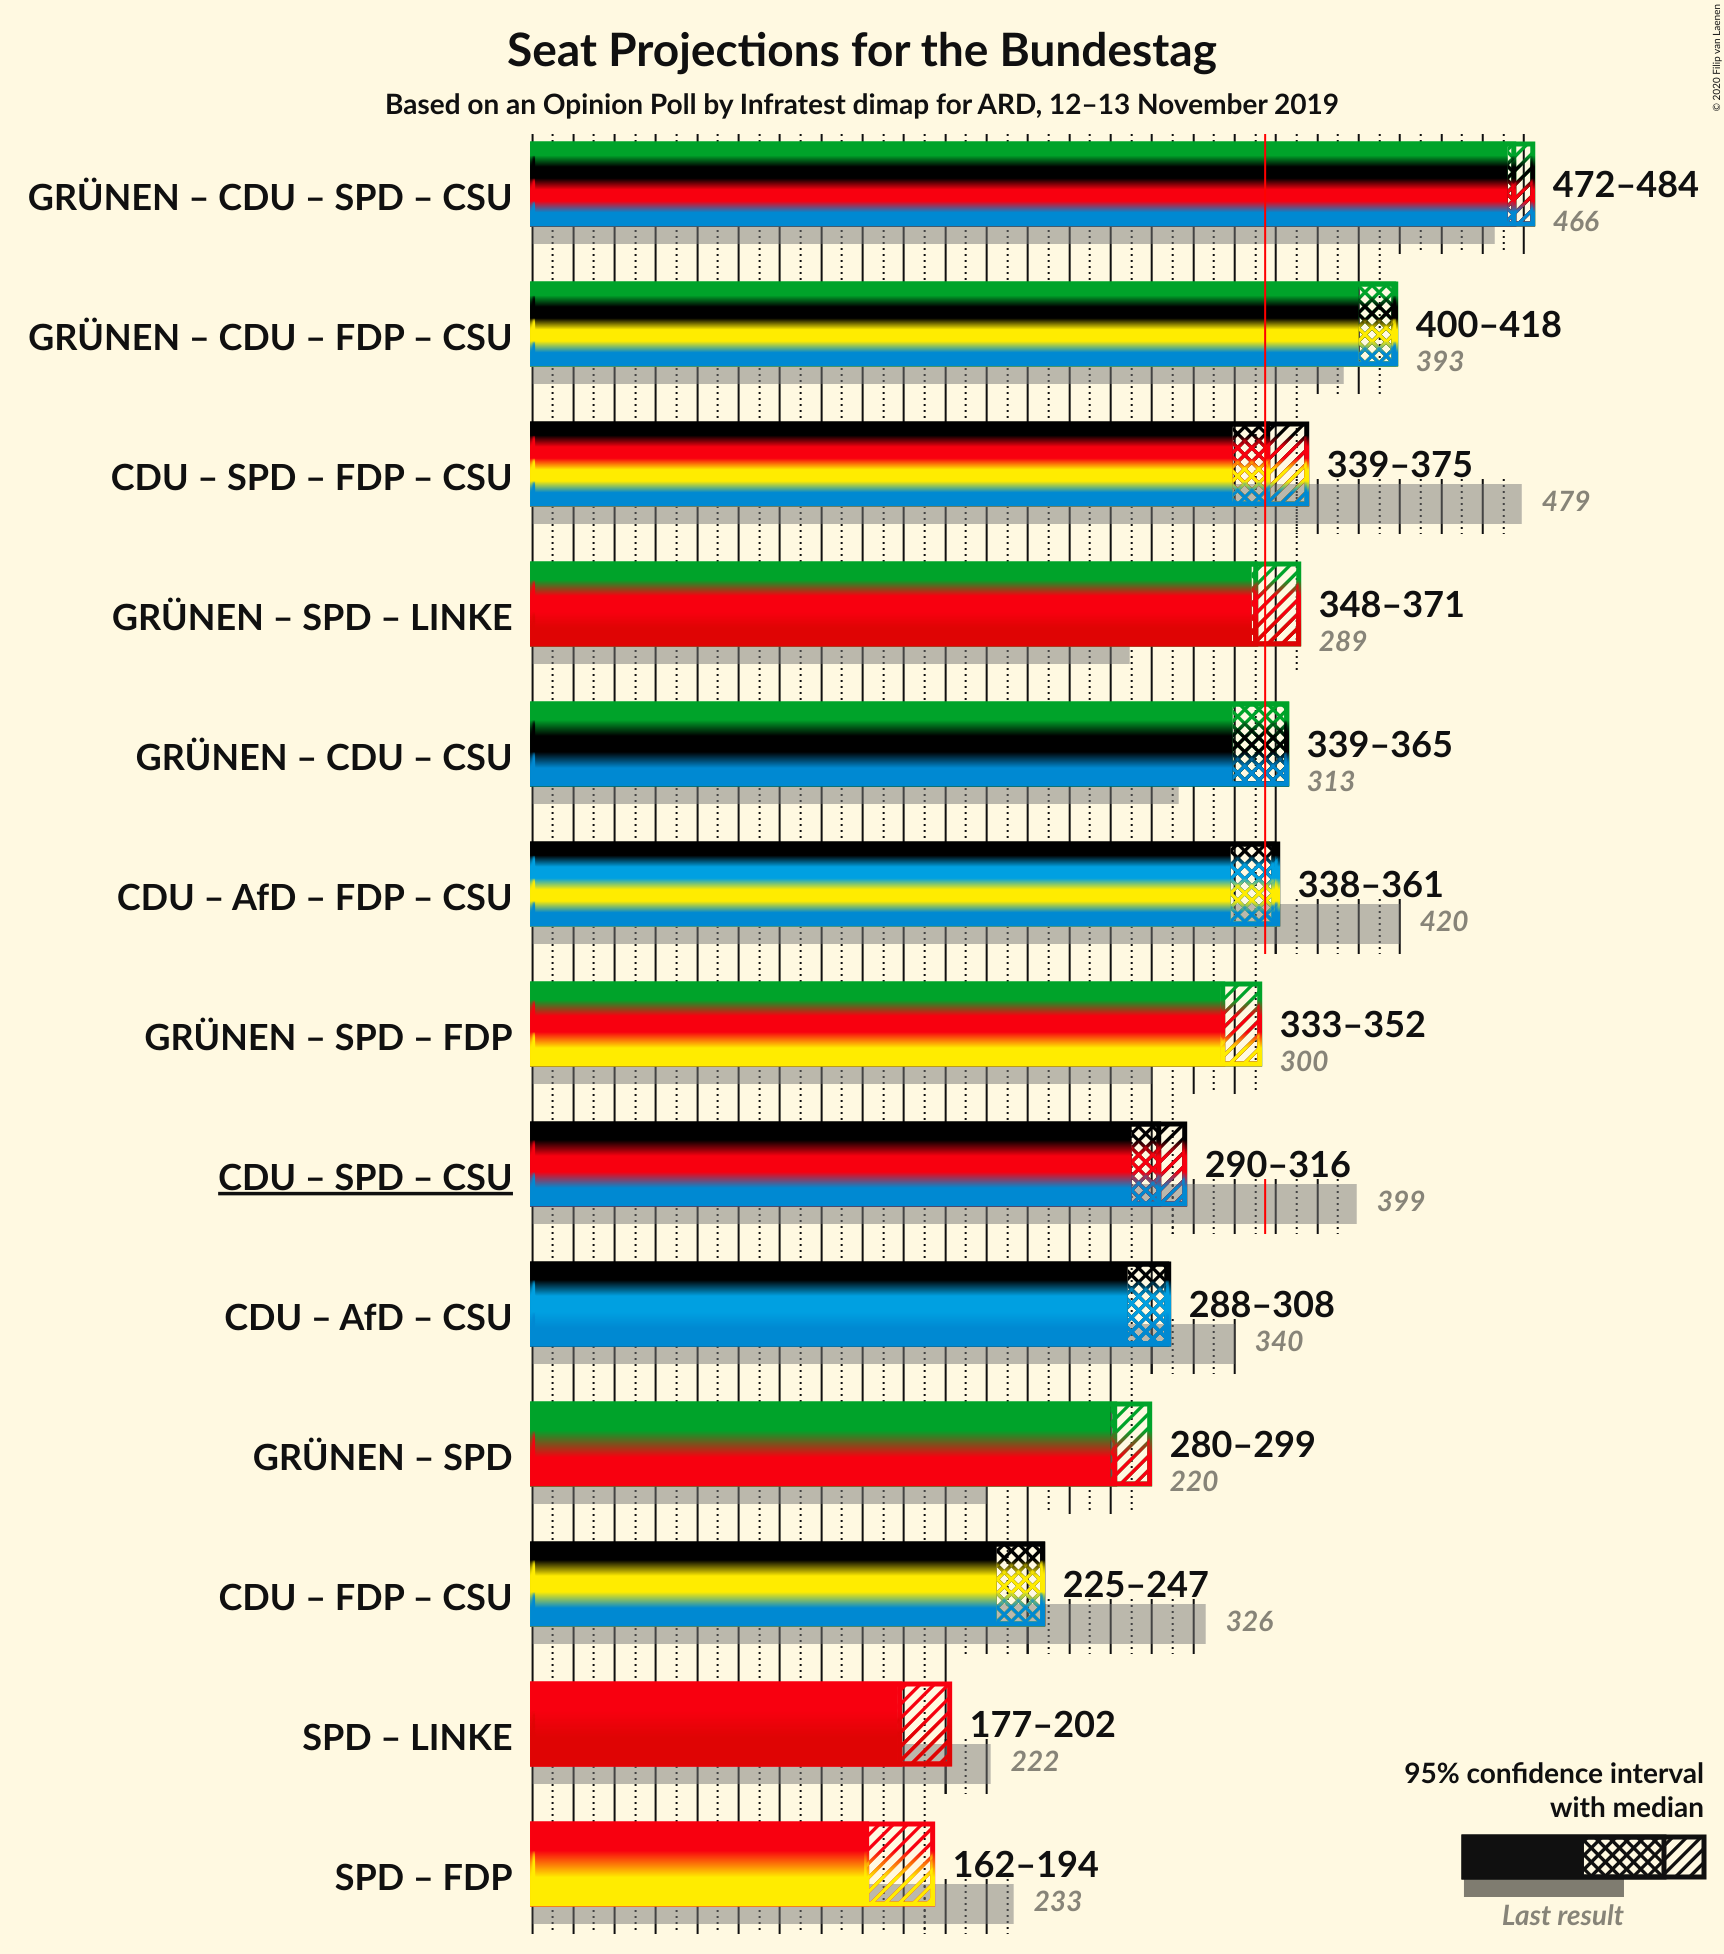 Seat Projections for the Bundestag
Based on an Opinion Poll by Infratest dimap for ARD, 12–13 November 2019
© 2020 Filip van Laenen
GRÜNEN – CDU – SPD – CSU
472–484
466
GRÜNEN – CDU – FDP – CSU
400–418
393
CDU – SPD – FDP – CSU
339–375
479
GRÜNEN – SPD – LINKE
348–371
289
GRÜNEN – CDU – CSU
339–365
313
CDU – AfD – FDP – CSU
338–361
420
GRÜNEN – SPD – FDP
333–352
300
CDU – SPD – CSU
290–316
399
CDU – AfD – CSU
288–308
340
GRÜNEN – SPD
280–299
220
CDU – FDP – CSU
225–247
326
SPD – LINKE
177–202
222
SPD – FDP
162–194
233
95% confidence interval
with median
Last result